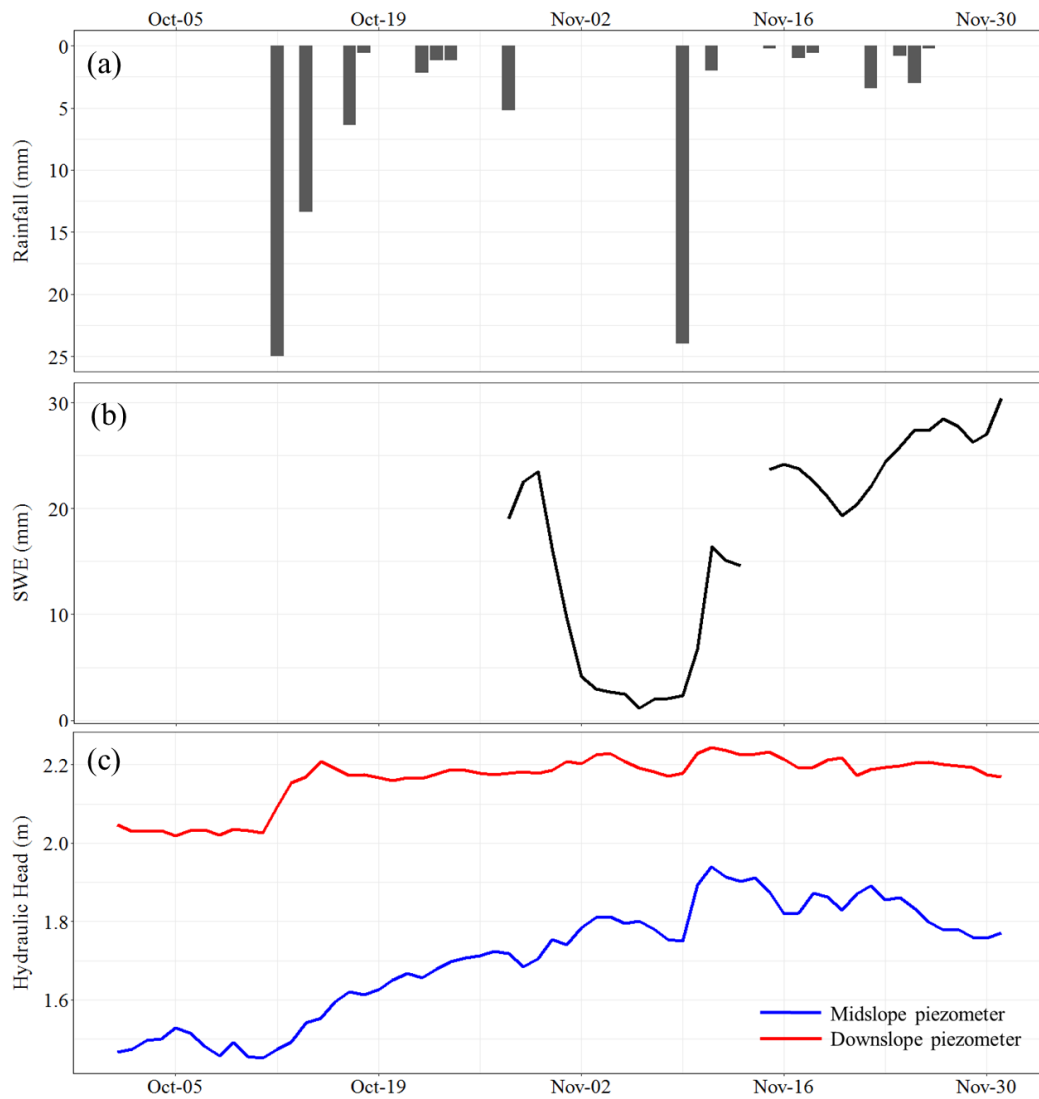 Oct-05 Oct-19 Nov-02 Nov-16 Nov-30
(a)
Rainfall (mm)
0
5
10
15
20
25
(b)
SWE (mm)
30
20
10
0
(c)
Hydraulic Head (m)
2.2
2.0
1.8
1.6
Midslope piezometer
Downslope piezometer
Oct-05 Oct-19 Nov-02 Nov-16 Nov-30